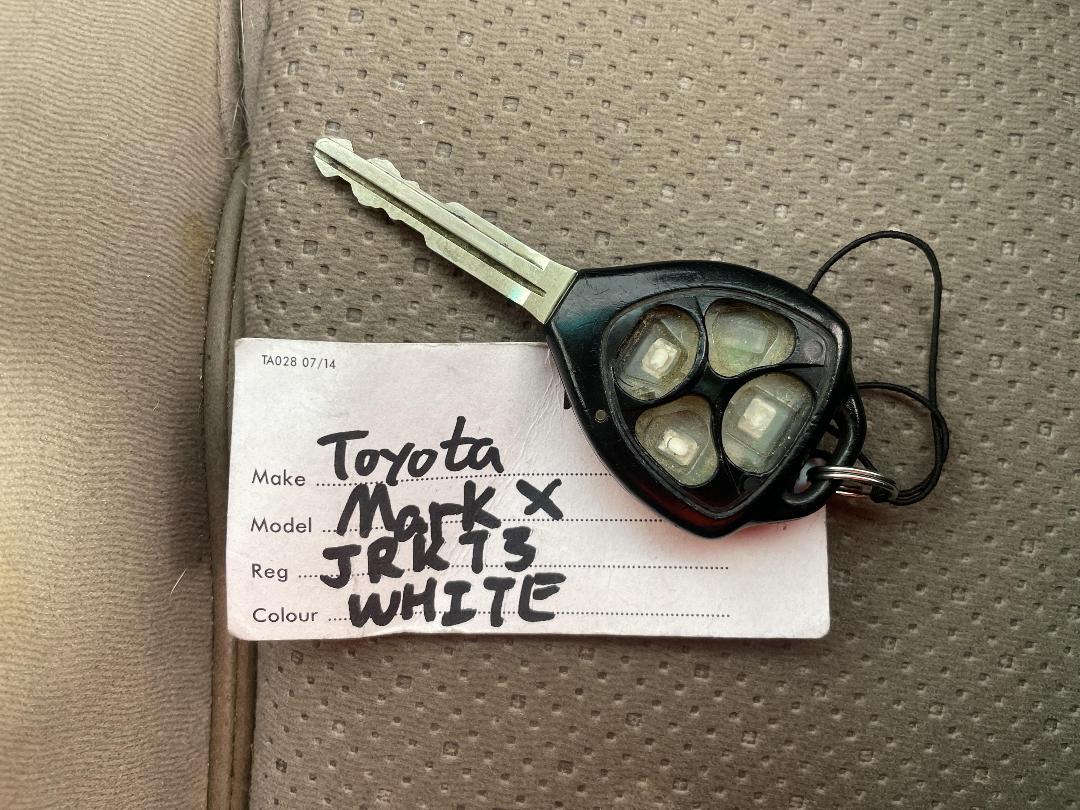 TA028 07/14
Make Toyota
Model Mark X
Reg JRK73
Colour WHITE